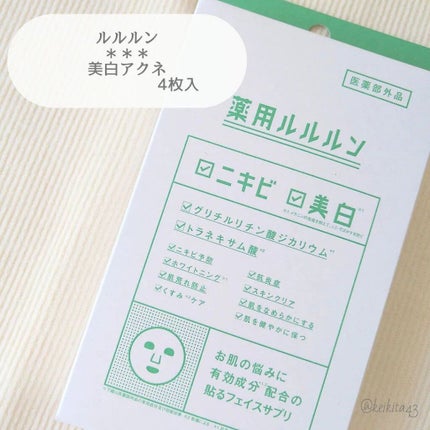 ルルルン
＊＊＊
美白アクネ
4枚入
医薬部外品
薬用ルルルン
ニキビ 美白
グリチルリチン酸ジカリウム
トラネキサム酸
ニキビ予防
ホワイトニング
肌荒れ防止
くすみケア
肌炎症
スキンクリア
肌をなめらかにする
肌を健やかに保つ
お肌の悩みに
有効成分配合の
貼るフェイスサプリ
@keikita43